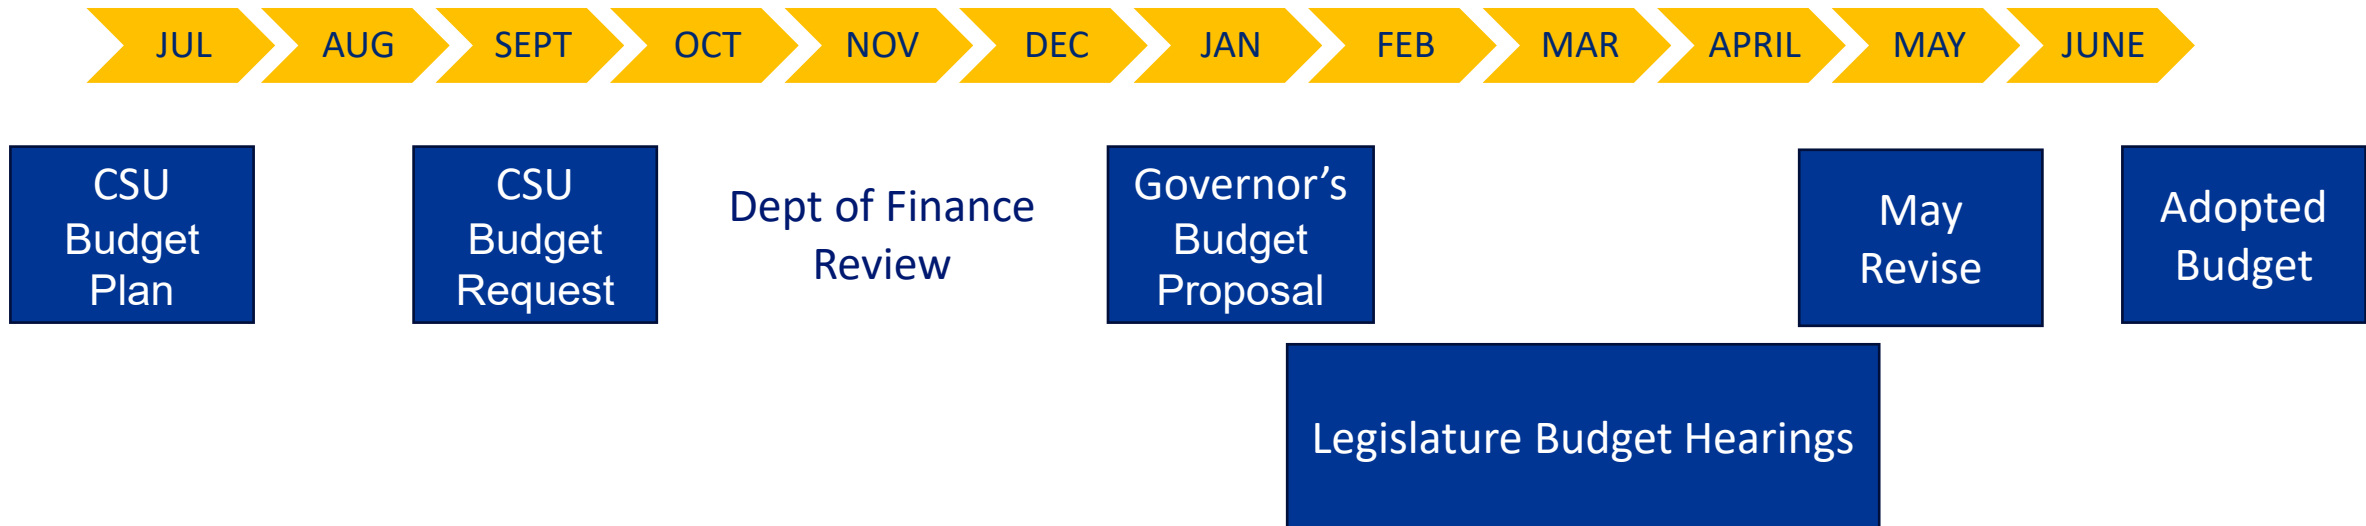 JUL AUG SEPT OCT NOV DEC JAN FEB MAR APRIL MAY JUNE
CSU
Budget
Plan
CSU
Budget
Request
Dept of Finance
Review
Governor’s
Budget
Proposal
May
Revise
Adopted
Budget
Legislature Budget Hearings